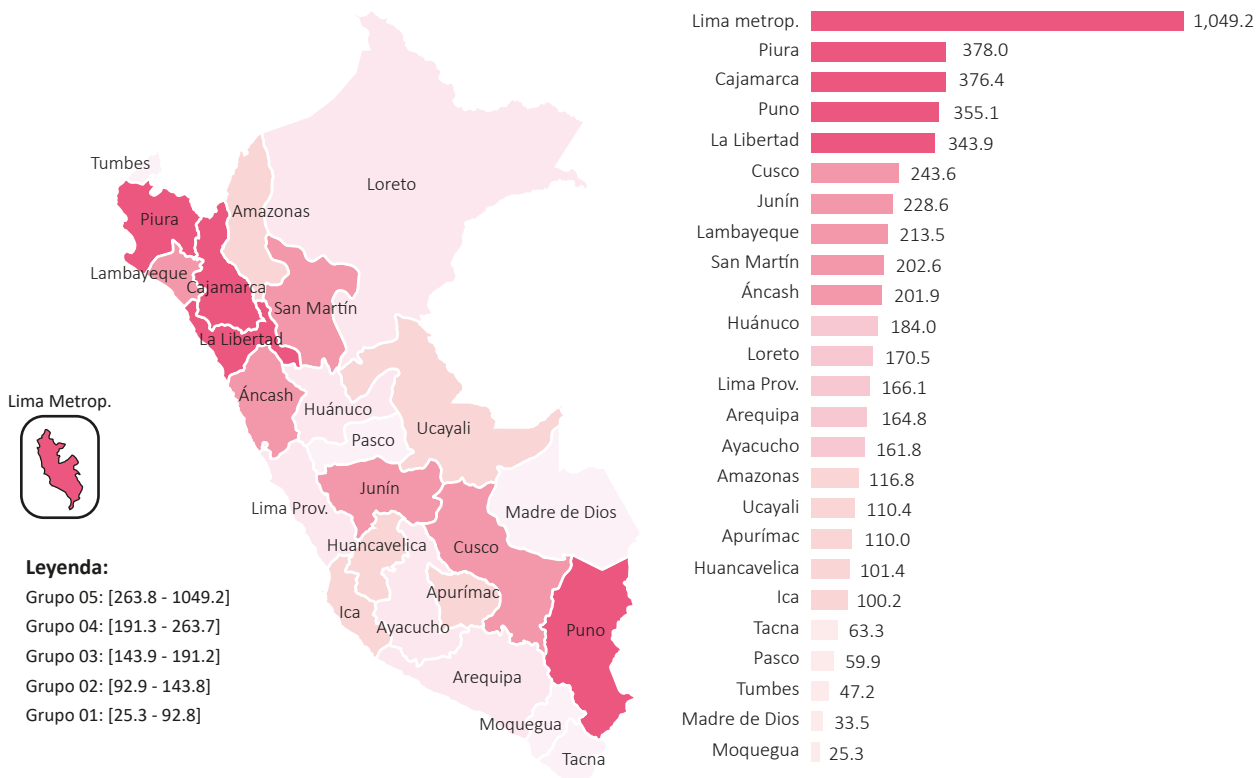 Tumbes
Loreto
Amazonas
Piura
Lambayeque
Cajamarca
San Martín
La Libertad
Áncash
Huánuco
Ucayali
Pasco
Lima Metrop.
Junín
Lima Prov.
Madre de Dios
Huancavelica
Cusco
Apurímac
Ica
Ayacucho
Puno
Arequipa
Moquegua
Tacna
Leyenda:
Grupo 05: [263.8 - 1049.2]
Grupo 04: [191.3 - 263.7]
Grupo 03: [143.9 - 191.2]
Grupo 02: [92.9 - 143.8]
Grupo 01: [25.3 - 92.8]
Lima metrop. 1,049.2
Piura 378.0
Cajamarca 376.4
Puno 355.1
La Libertad 343.9
Cusco 243.6
Junín 228.6
Lambayeque 213.5
San Martín 202.6
Áncash 201.9
Huánuco 184.0
Loreto 170.5
Lima Prov. 166.1
Arequipa 164.8
Ayacucho 161.8
Amazonas 116.8
Ucayali 110.4
Apurímac 110.0
Huancavelica 101.4
Ica 100.2
Tacna 63.3
Pasco 59.9
Tumbes 47.2
Madre de Dios 33.5
Moquegua 25.3